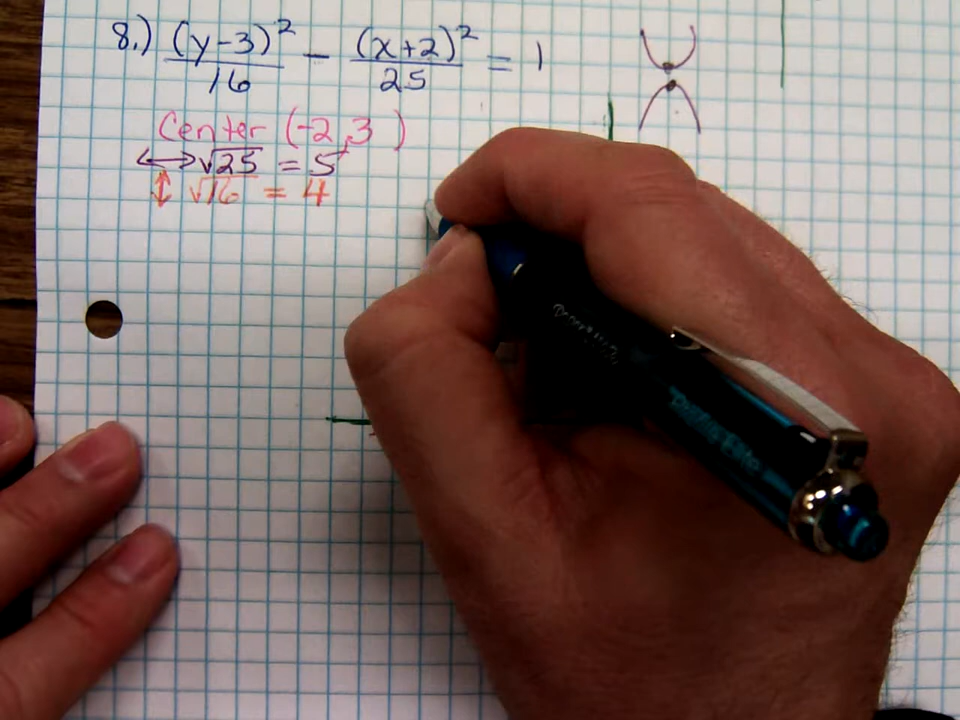 8.) (y-3)² / 16 - (x+2)² / 25 = 1
Center (-2,3 )
↔ √25 = 5
↕ √16 = 4